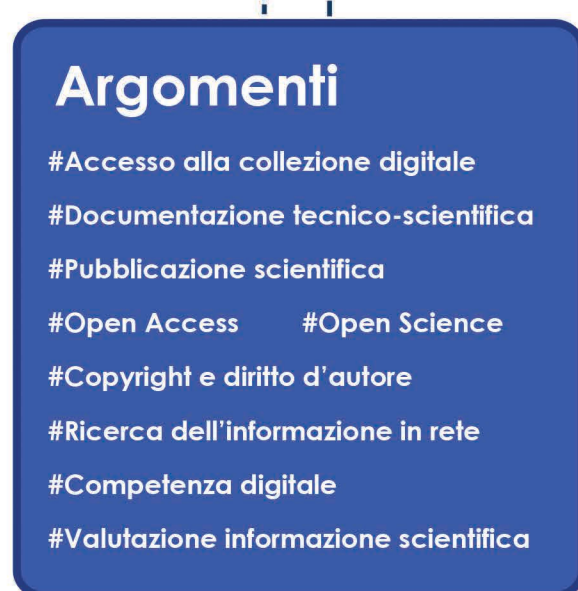 Argomenti
#Accesso alla collezione digitale
#Documentazione tecnico-scientifica
#Pubblicazione scientifica
#Open Access #Open Science
#Copyright e diritto d’autore
#Ricerca dell’informazione in rete
#Competenza digitale
#Valutazione informazione scientifica